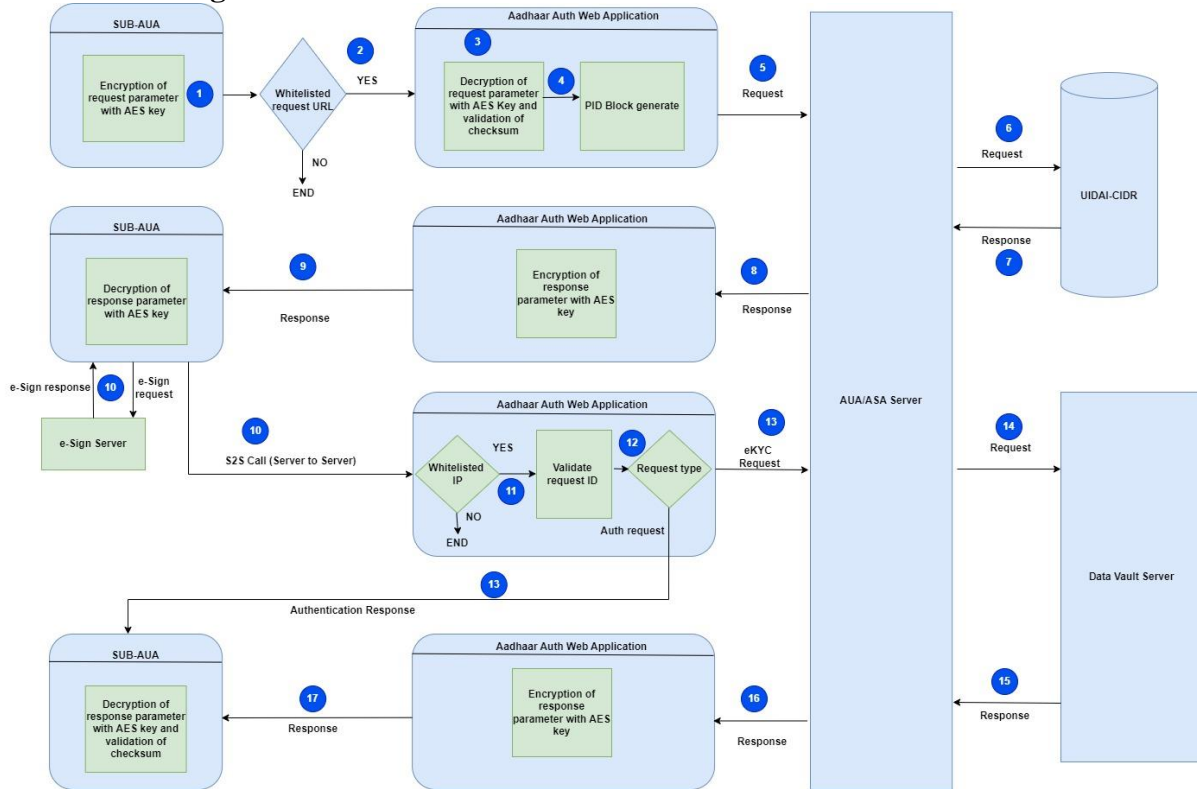 SUB-AUA
Encryption of
request parameter
with AES key
1
Whitelisted
request URL
2
YES
NO
END
Aadhaar Auth Web Application
3
Decryption of
request parameter
with AES Key and
validation of
checksum
4
PID Block generate
5
Request
6
Request
UIDAI-CIDR
Response
7
SUB-AUA
Decryption of
response parameter
with AES key
9
Response
Aadhaar Auth Web Application
Encryption of
response
parameter with AES
key
8
Response
e-Sign response
10
e-Sign
request
e-Sign Server
10
S2S Call (Server to Server)
Aadhaar Auth Web Application
Whitelisted
IP
YES
11
NO
END
Validate
request ID
12
Request type
Auth request
13
eKYC
Request
AUA/ASA Server
14
Request
Data Vault Server
13
Authentication Response
SUB-AUA
Decryption of
response parameter
with AES key and
validation of
checksum
17
Response
Aadhaar Auth Web Application
Encryption of
response
parameter with AES
key
16
Response
15
Response